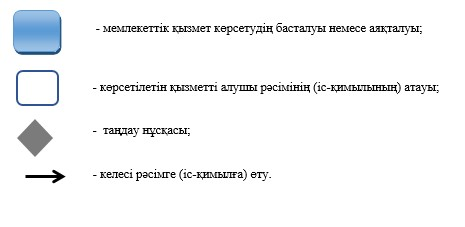 - мемлекеттік қызмет көрсетудің басталуы немесе аяқталуы;
- көрсетілетін қызметті алушы рәсімінің (іс-қимылының) атауы;
- таңдау нұсқасы;
- келесі рәсімге (іс-қимылға) өту.